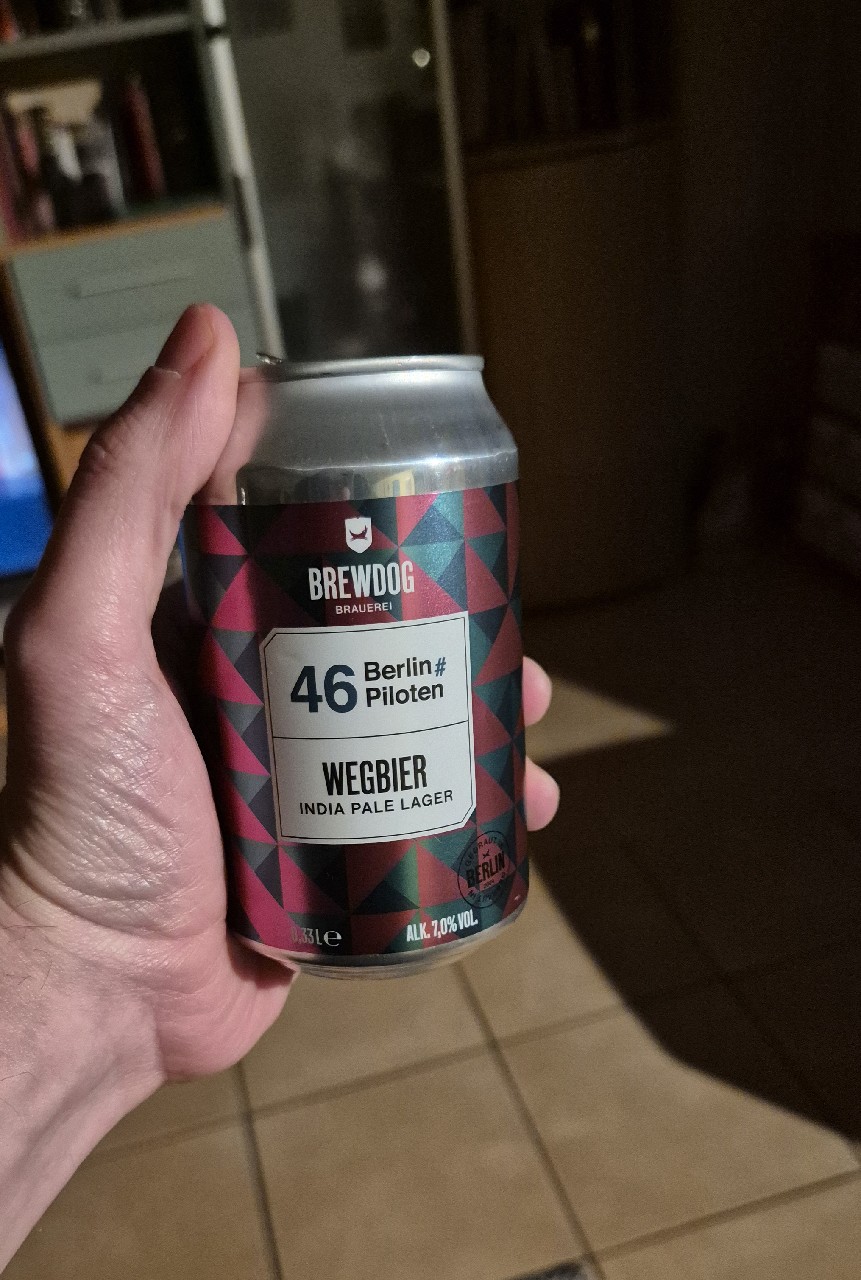 BREWDOG
BRAUEREI
46 Berlin#
Piloten
WEGBIER
INDIA PALE LAGER
BERLIN
0,33 L e
ALK. 7,0% VOL.